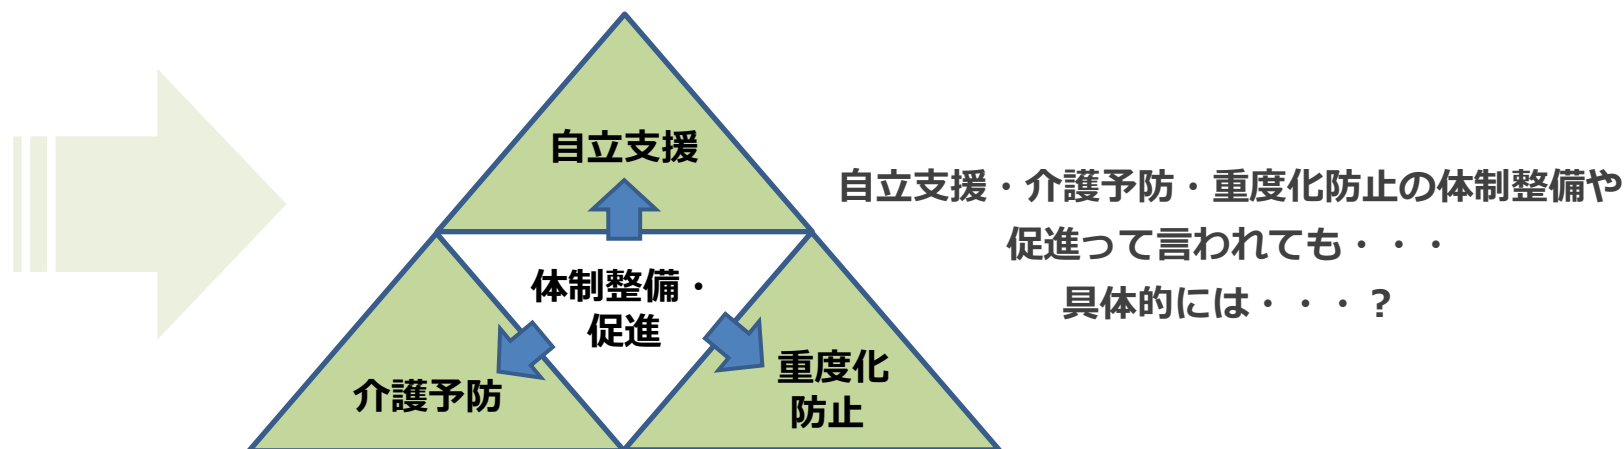 自立支援
体制整備・
促進
介護予防
重度化
防止
自立支援・介護予防・重度化防止の体制整備や
促進って言われても・・・
具体的には・・・?